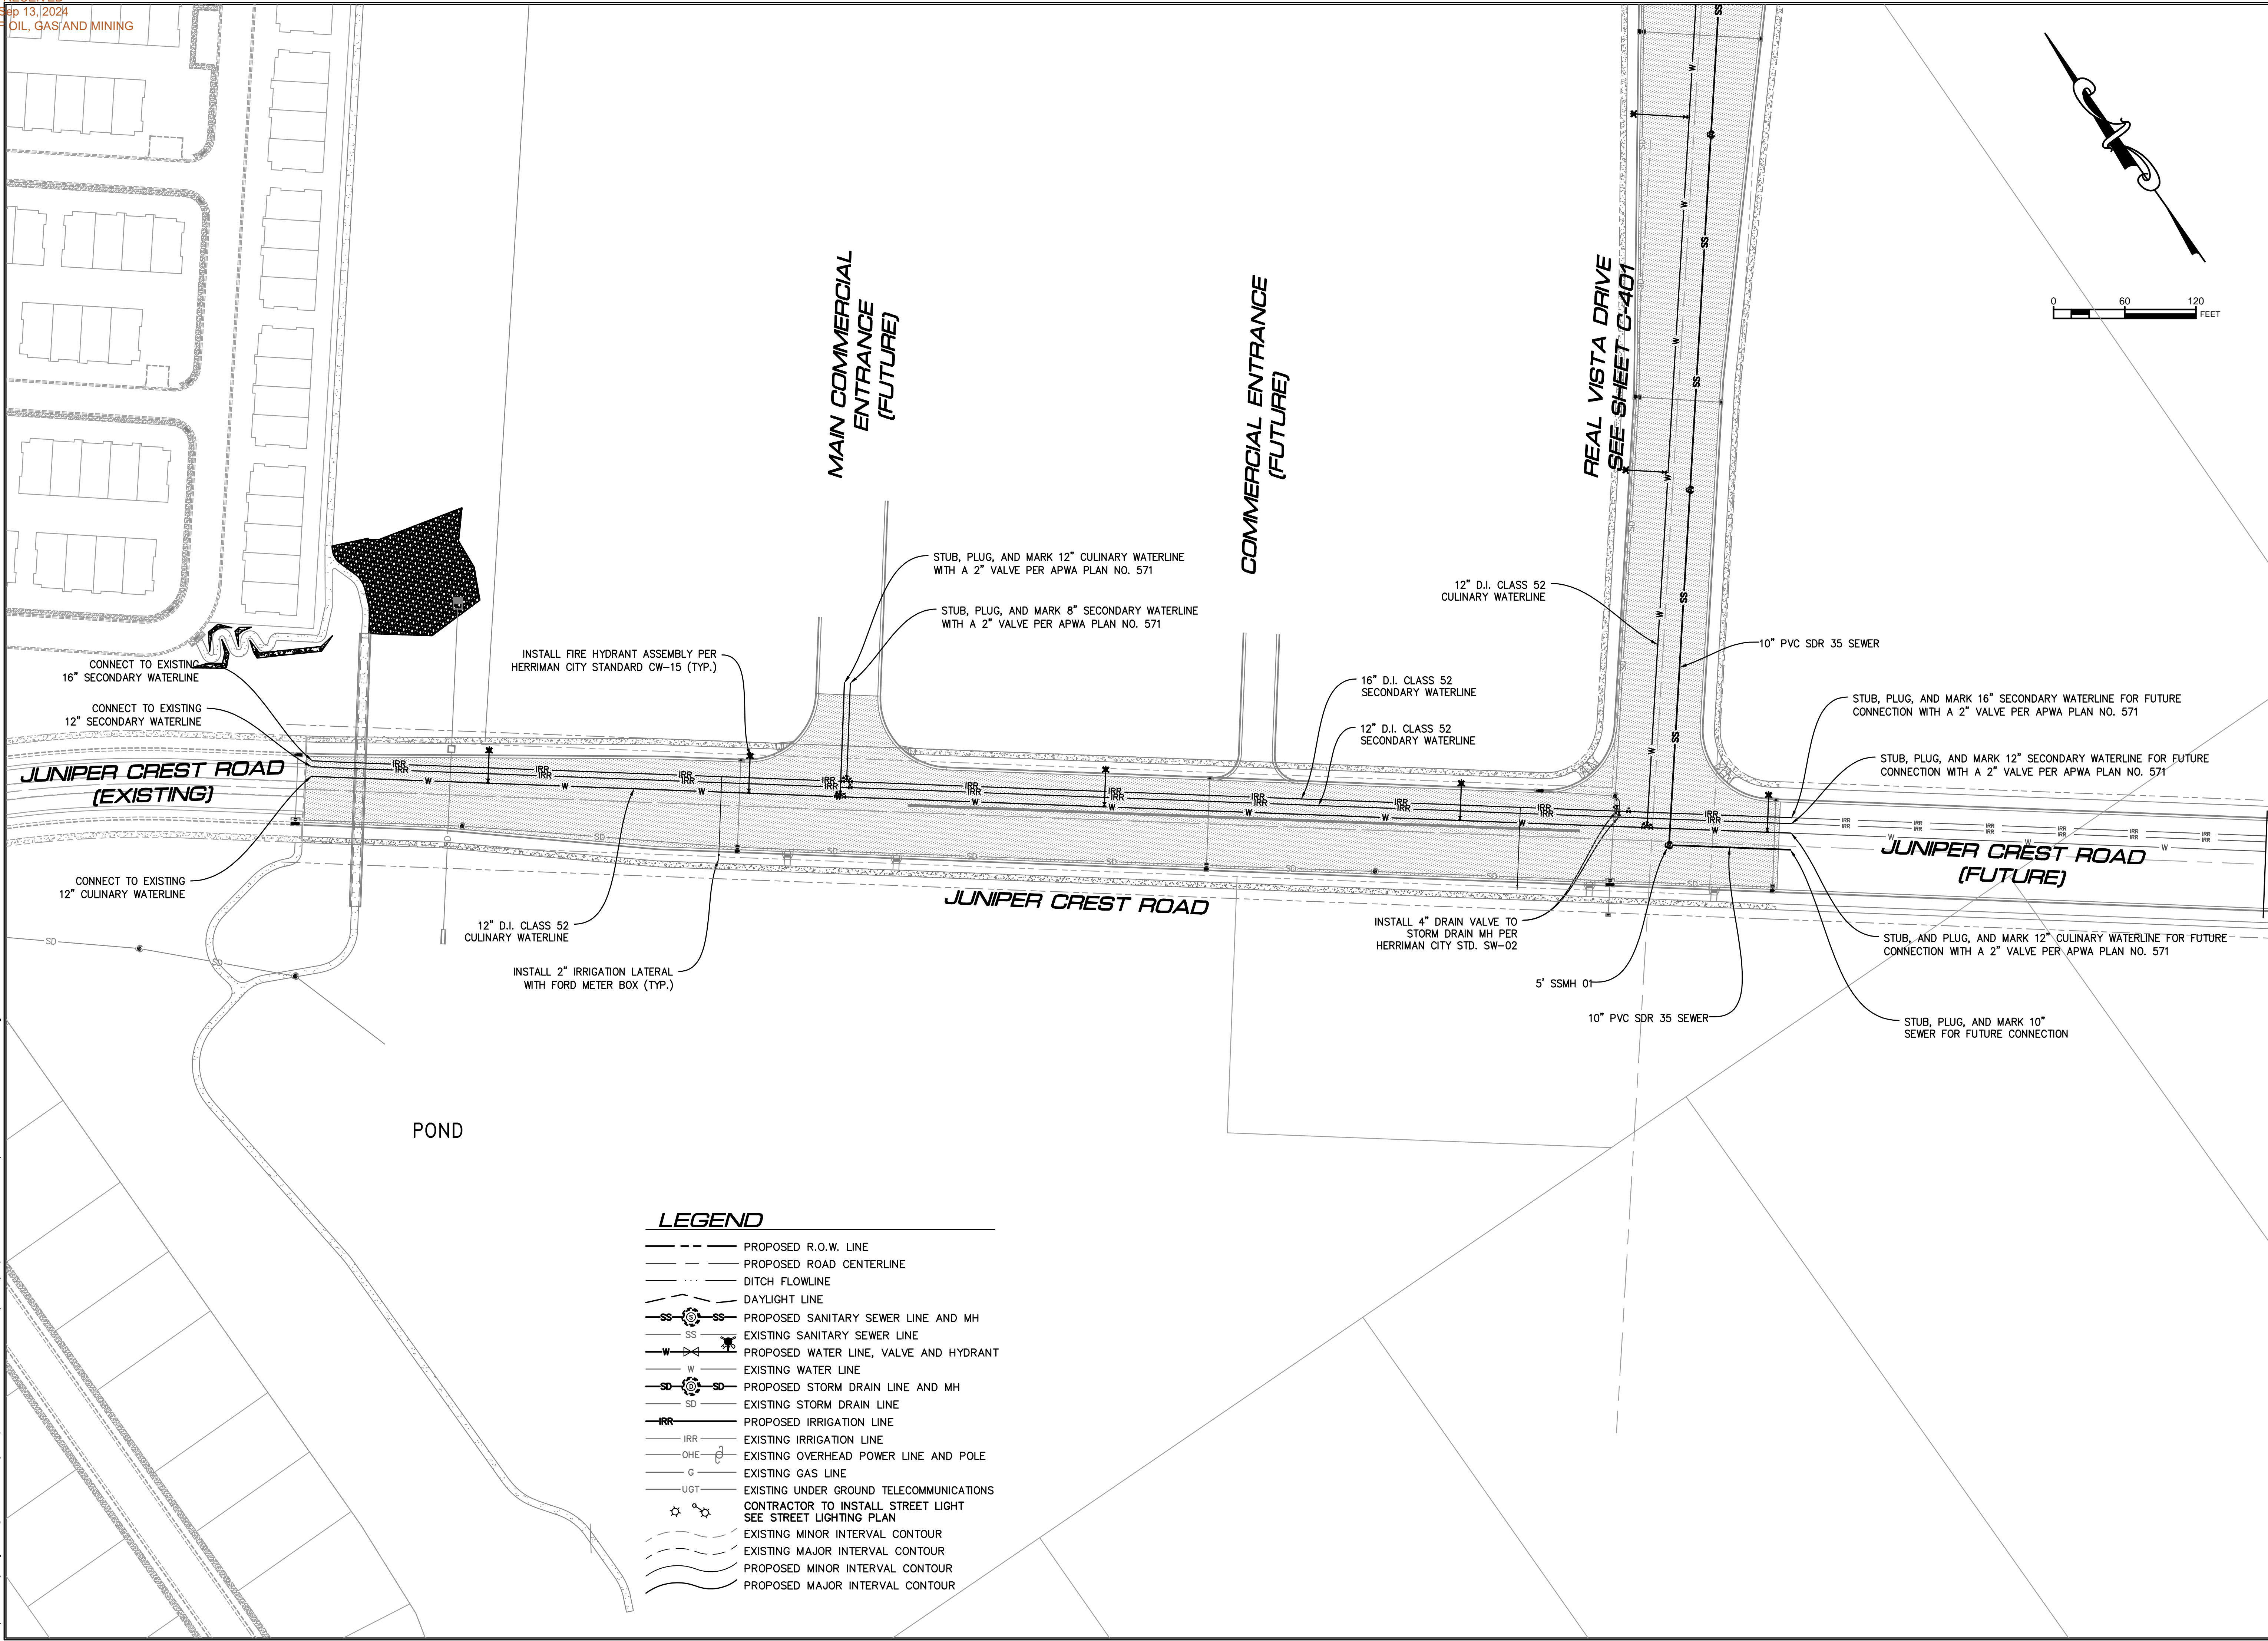 Sep 13, 2024
OIL, GAS AND MINING
MAIN COMMERCIAL
ENTRANCE
(FUTURE)
COMMERCIAL ENTRANCE
(FUTURE)
REAL VISTA DRIVE
SEE SHEET C-401
0 60 120
FEET
STUB, PLUG, AND MARK 12" CULINARY WATERLINE
WITH A 2" VALVE PER APWA PLAN NO. 571
STUB, PLUG, AND MARK 8" SECONDARY WATERLINE
WITH A 2" VALVE PER APWA PLAN NO. 571
12" D.I. CLASS 52
CULINARY WATERLINE
10" PVC SDR 35 SEWER
INSTALL FIRE HYDRANT ASSEMBLY PER
HERRIMAN CITY STANDARD CW-15 (TYP.)
CONNECT TO EXISTING
16" SECONDARY WATERLINE
CONNECT TO EXISTING
12" SECONDARY WATERLINE
16" D.I. CLASS 52
SECONDARY WATERLINE
12" D.I. CLASS 52
SECONDARY WATERLINE
STUB, PLUG, AND MARK 16" SECONDARY WATERLINE FOR FUTURE
CONNECTION WITH A 2" VALVE PER APWA PLAN NO. 571
STUB, PLUG, AND MARK 12" SECONDARY WATERLINE FOR FUTURE
CONNECTION WITH A 2" VALVE PER APWA PLAN NO. 571
JUNIPER CREST ROAD
(EXISTING)
JUNIPER CREST ROAD
(FUTURE)
CONNECT TO EXISTING
12" CULINARY WATERLINE
JUNIPER CREST ROAD
12" D.I. CLASS 52
CULINARY WATERLINE
INSTALL 2" IRRIGATION LATERAL
WITH FORD METER BOX (TYP.)
INSTALL 4" DRAIN VALVE TO
STORM DRAIN MH PER
HERRIMAN CITY STD. SW-02
STUB, AND PLUG, AND MARK 12" CULINARY WATERLINE FOR FUTURE
CONNECTION WITH A 2" VALVE PER APWA PLAN NO. 571
5' SSMH 01
10" PVC SDR 35 SEWER
STUB, PLUG, AND MARK 10"
SEWER FOR FUTURE CONNECTION
POND
LEGEND
PROPOSED R.O.W. LINE
PROPOSED ROAD CENTERLINE
DITCH FLOWLINE
DAYLIGHT LINE
SS S SS PROPOSED SANITARY SEWER LINE AND MH
SS EXISTING SANITARY SEWER LINE
W PROPOSED WATER LINE, VALVE AND HYDRANT
W EXISTING WATER LINE
SD D SD PROPOSED STORM DRAIN LINE AND MH
SD EXISTING STORM DRAIN LINE
IRR PROPOSED IRRIGATION LINE
IRR EXISTING IRRIGATION LINE
OHE EXISTING OVERHEAD POWER LINE AND POLE
G EXISTING GAS LINE
UGT EXISTING UNDER GROUND TELECOMMUNICATIONS
CONTRACTOR TO INSTALL STREET LIGHT
SEE STREET LIGHTING PLAN
EXISTING MINOR INTERVAL CONTOUR
EXISTING MAJOR INTERVAL CONTOUR
PROPOSED MINOR INTERVAL CONTOUR
PROPOSED MAJOR INTERVAL CONTOUR